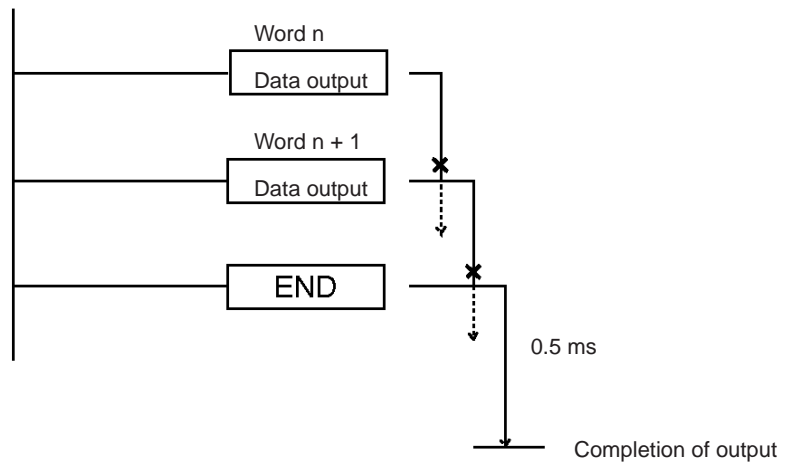 Word n
Data output
Word n + 1
Data output
END
0.5 ms
Completion of output